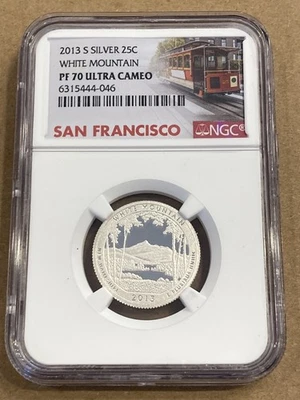 2013 S SILVER 25C
WHITE MOUNTAIN
PF 70 ULTRA CAMEO
6315444-046
SAN FRANCISCO
NGC
WHITE MOUNTAIN
2013